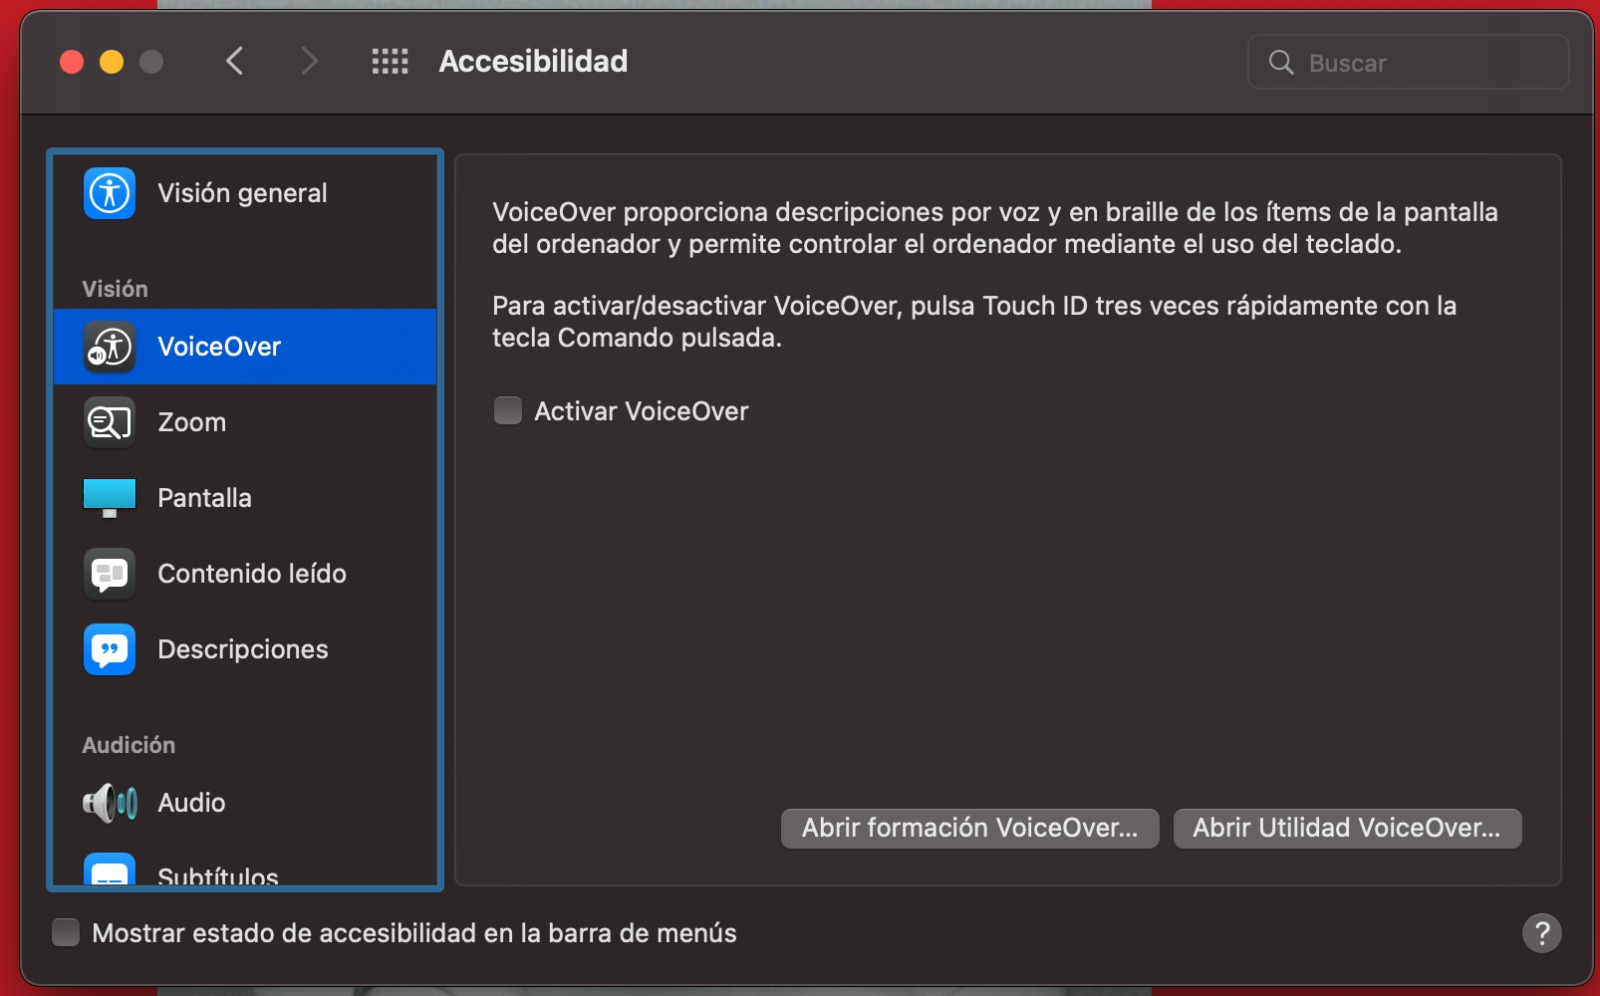 Accesibilidad
Buscar
Visión general
Visión
VoiceOver
Zoom
Pantalla
Contenido leído
Descripciones
Audición
Audio
Subtítulos
VoiceOver proporciona descripciones por voz y en braille de los ítems de la pantalla
del ordenador y permite controlar el ordenador mediante el uso del teclado.
Para activar/desactivar VoiceOver, pulsa Touch ID tres veces rápidamente con la
tecla Comando pulsada.
Activar VoiceOver
Abrir formación VoiceOver...
Abrir Utilidad VoiceOver...
Mostrar estado de accesibilidad en la barra de menús
?